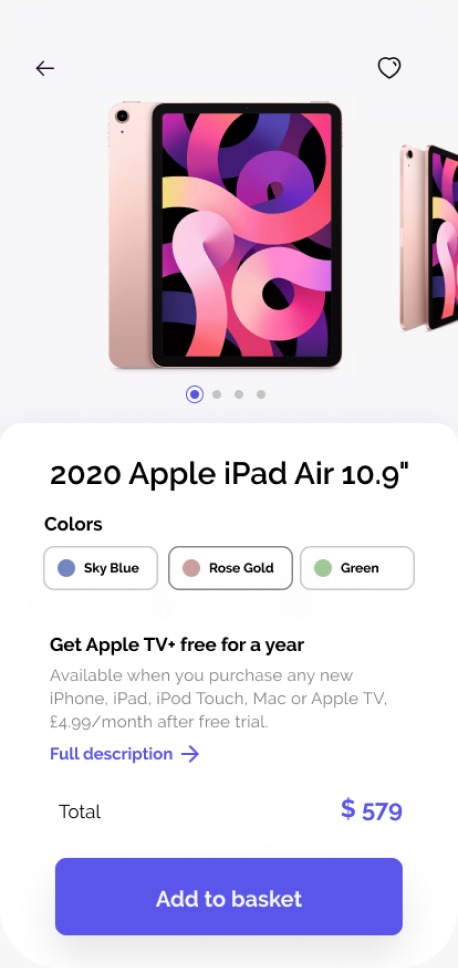 2020 Apple iPad Air 10.9"
Colors
Sky Blue
Rose Gold
Green
Get Apple TV+ free for a year
Available when you purchase any new
iPhone, iPad, iPod Touch, Mac or Apple TV,
£4.99/month after free trial.
Full description
Total
$ 579
Add to basket